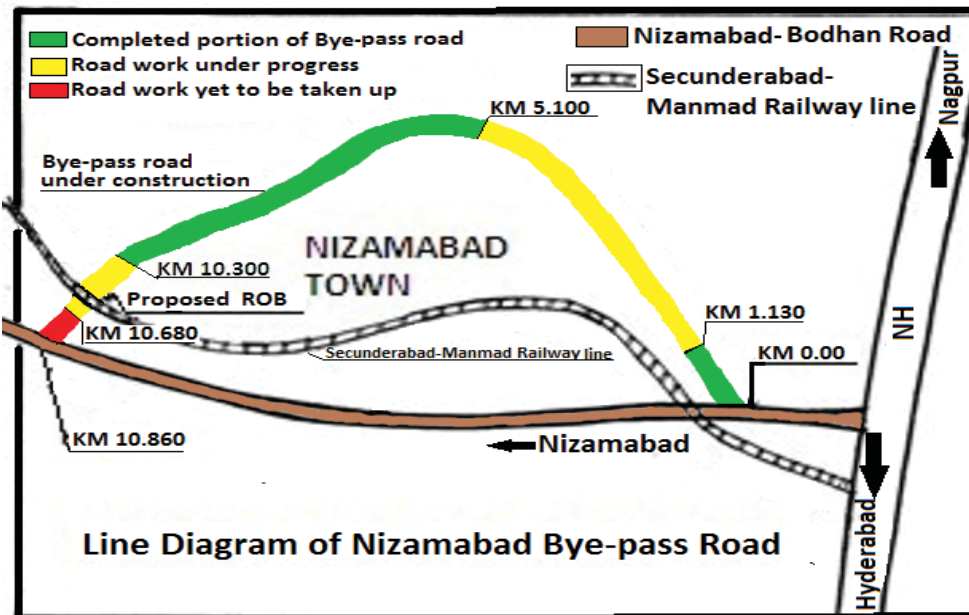 Completed portion of Bye-pass road
Road work under progress
Road work yet to be taken up
Nizamabad-Bodhan Road
Secunderabad-
Manmad Railway line
Nagpur
KM 5.100
Bye-pass road
under construction
NIZAMABAD
TOWN
KM 10.300
Proposed ROB
KM 10.680
Secunderabad-Manmad Railway line
KM 1.130
KM 0.00
NH
KM 10.860
Nizamabad
Hyderabad
Line Diagram of Nizamabad Bye-pass Road